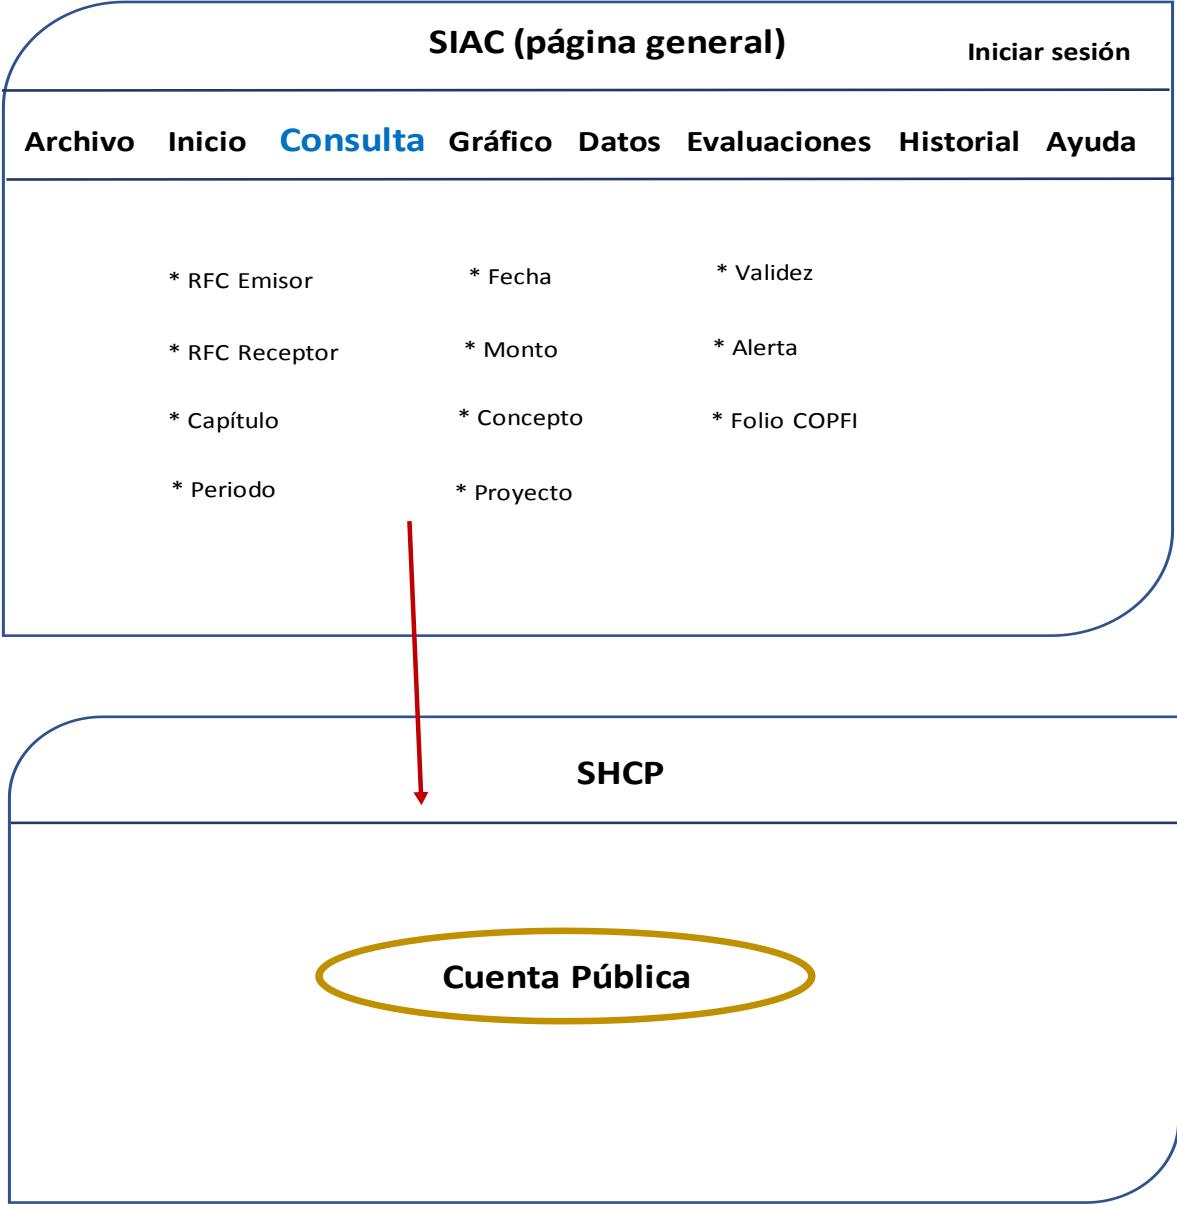 SIAC (página general)
Iniciar sesión
Archivo Inicio Consulta Gráfico Datos Evaluaciones Historial Ayuda
* RFC Emisor * Fecha * Validez
* RFC Receptor * Monto * Alerta
* Capítulo * Concepto * Folio COPFI
* Periodo * Proyecto
SHCP
Cuenta Pública